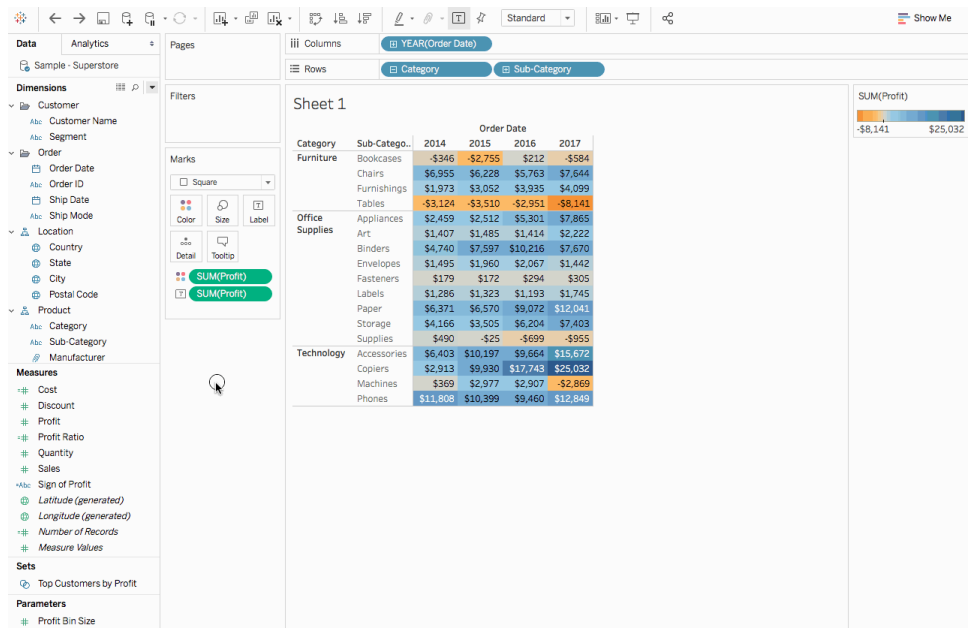 Standard
Show Me
Data
Analytics
Sample - Superstore
Dimensions
Customer
Abc Customer Name
Abc Segment
Order
Order Date
Abc Order ID
Ship Date
Abc Ship Mode
Location
Country
State
City
Postal Code
Product
Abc Category
Abc Sub-Category
Manufacturer
Measures
Cost
Discount
Profit
Profit Ratio
Quantity
Sales
Abc Sign of Profit
Latitude (generated)
Longitude (generated)
Number of Records
Measure Values
Sets
Top Customers by Profit
Parameters
Profit Bin Size
Pages
Filters
Marks
Square
Color Size Label
Detail Tooltip
SUM(Profit)
SUM(Profit)
Columns YEAR(Order Date)
Rows Category Sub-Category
Sheet 1
Order Date
Category Sub-Catego.. 2014 2015 2016 2017
Furniture Bookcases -$346 -$2,755 $212 -$584
Chairs $6,955 $6,228 $5,763 $7,644
Furnishings $1,973 $3,052 $3,935 $4,099
Tables -$3,124 -$3,510 -$2,951 -$8,141
Office Supplies Appliances $2,459 $2,512 $5,301 $7,865
Art $1,407 $1,485 $1,414 $2,222
Binders $4,740 $7,597 $10,216 $7,670
Envelopes $1,495 $1,960 $2,067 $1,442
Fasteners $179 $172 $294 $305
Labels $1,286 $1,323 $1,193 $1,745
Paper $6,371 $6,570 $9,072 $12,041
Storage $4,166 $3,505 $6,204 $7,403
Supplies $490 -$25 -$699 -$955
Technology Accessories $6,403 $10,197 $9,664 $15,672
Copiers $2,913 $9,930 $17,743 $25,032
Machines $369 $2,977 $2,907 -$2,869
Phones $11,808 $10,399 $9,460 $12,849
SUM(Profit)
-$8,141 $25,032